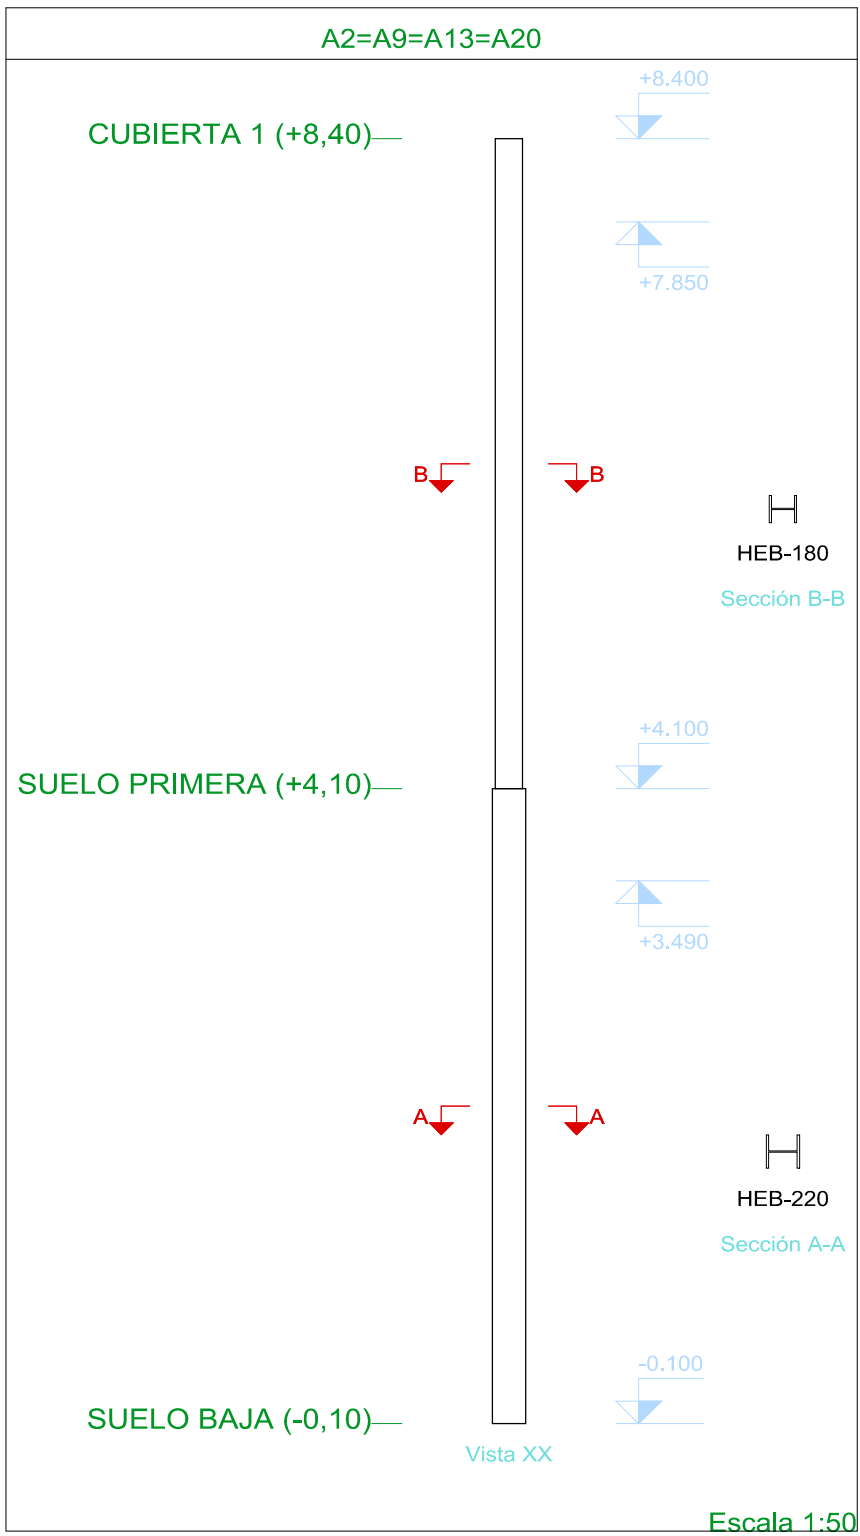 A2=A9=A13=A20
+8.400
CUBIERTA 1 (+8,40)
+7.850
B B
HEB-180
Sección B-B
+4.100
SUELO PRIMERA (+4,10)
+3.490
A A
HEB-220
Sección A-A
-0.100
SUELO BAJA (-0,10)
Vista XX
Escala 1:50